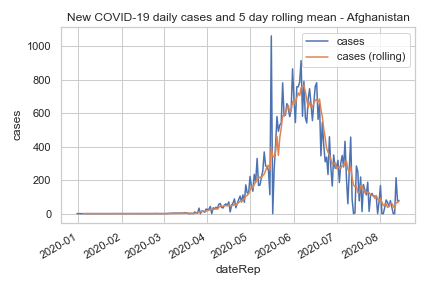 New COVID-19 daily cases and 5 day rolling mean - Afghanistan
cases
cases (rolling)
1000
800
600
400
200
0
cases
2020-01
2020-02
2020-03
2020-04
2020-05
2020-06
2020-07
2020-08
dateRep